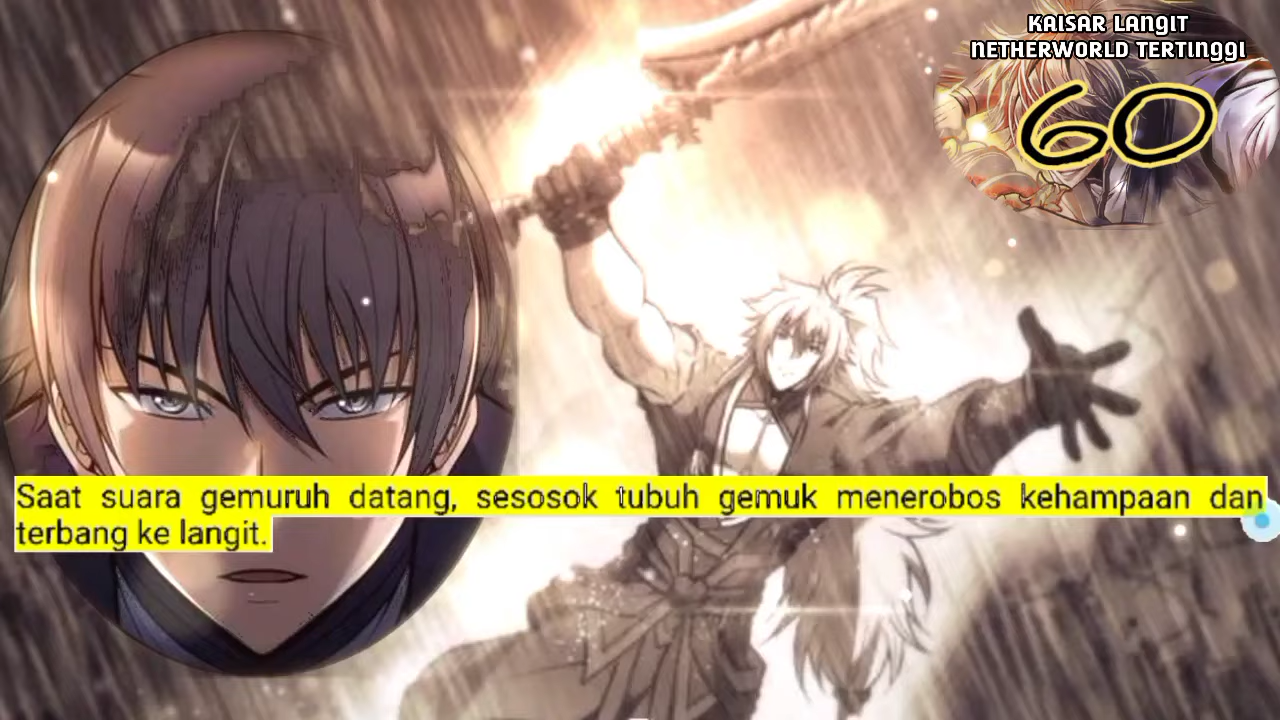 KAISAR LANGIT
NETHERWORLD TERTINGGI
60
Saat suara gemuruh datang, sesosok tubuh gemuk menerobos kehampaan dan
terbang ke langit.